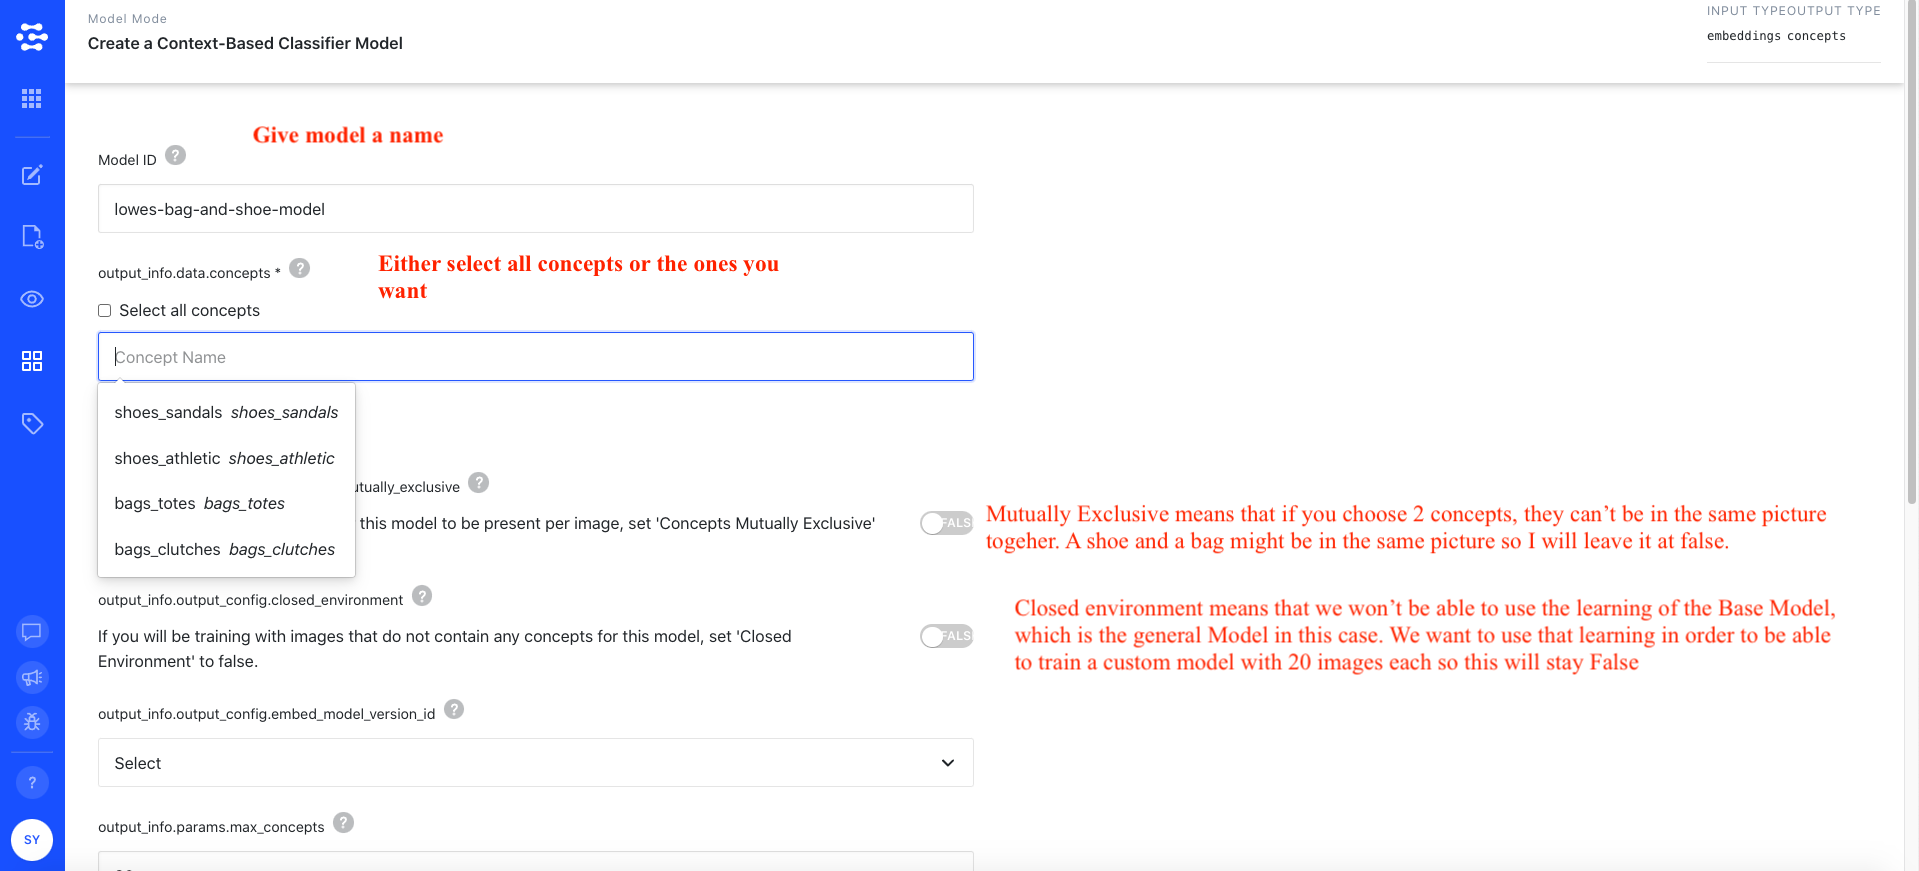 Model Mode
Create a Context-Based Classifier Model
INPUT TYPE OUTPUT TYPE
embeddings concepts
Give model a name
Model ID ?
lowes-bag-and-shoe-model
output_info.data.concepts * ?
Either select all concepts or the ones you
want
Select all concepts
Concept Name
shoes_sandals shoes_sandals
shoes_athletic shoes_athletic
bags_totes bags_totes
bags_clutches bags_clutches
utually_exclusive ?
this model to be present per image, set 'Concepts Mutually Exclusive'
FALS
Mutually Exclusive means that if you choose 2 concepts, they can’t be in the same picture
togeher. A shoe and a bag might be in the same picture so I will leave it at false.
output_info.output_config.closed_environment ?
If you will be training with images that do not contain any concepts for this model, set 'Closed
Environment' to false.
FALS
Closed environment means that we won’t be able to use the learning of the Base Model,
which is the general Model in this case. We want to use that learning in order to be able
to train a custom model with 20 images each so this will stay False
output_info.output_config.embed_model_version_id ?
Select
output_info.params.max_concepts ?
?
SY